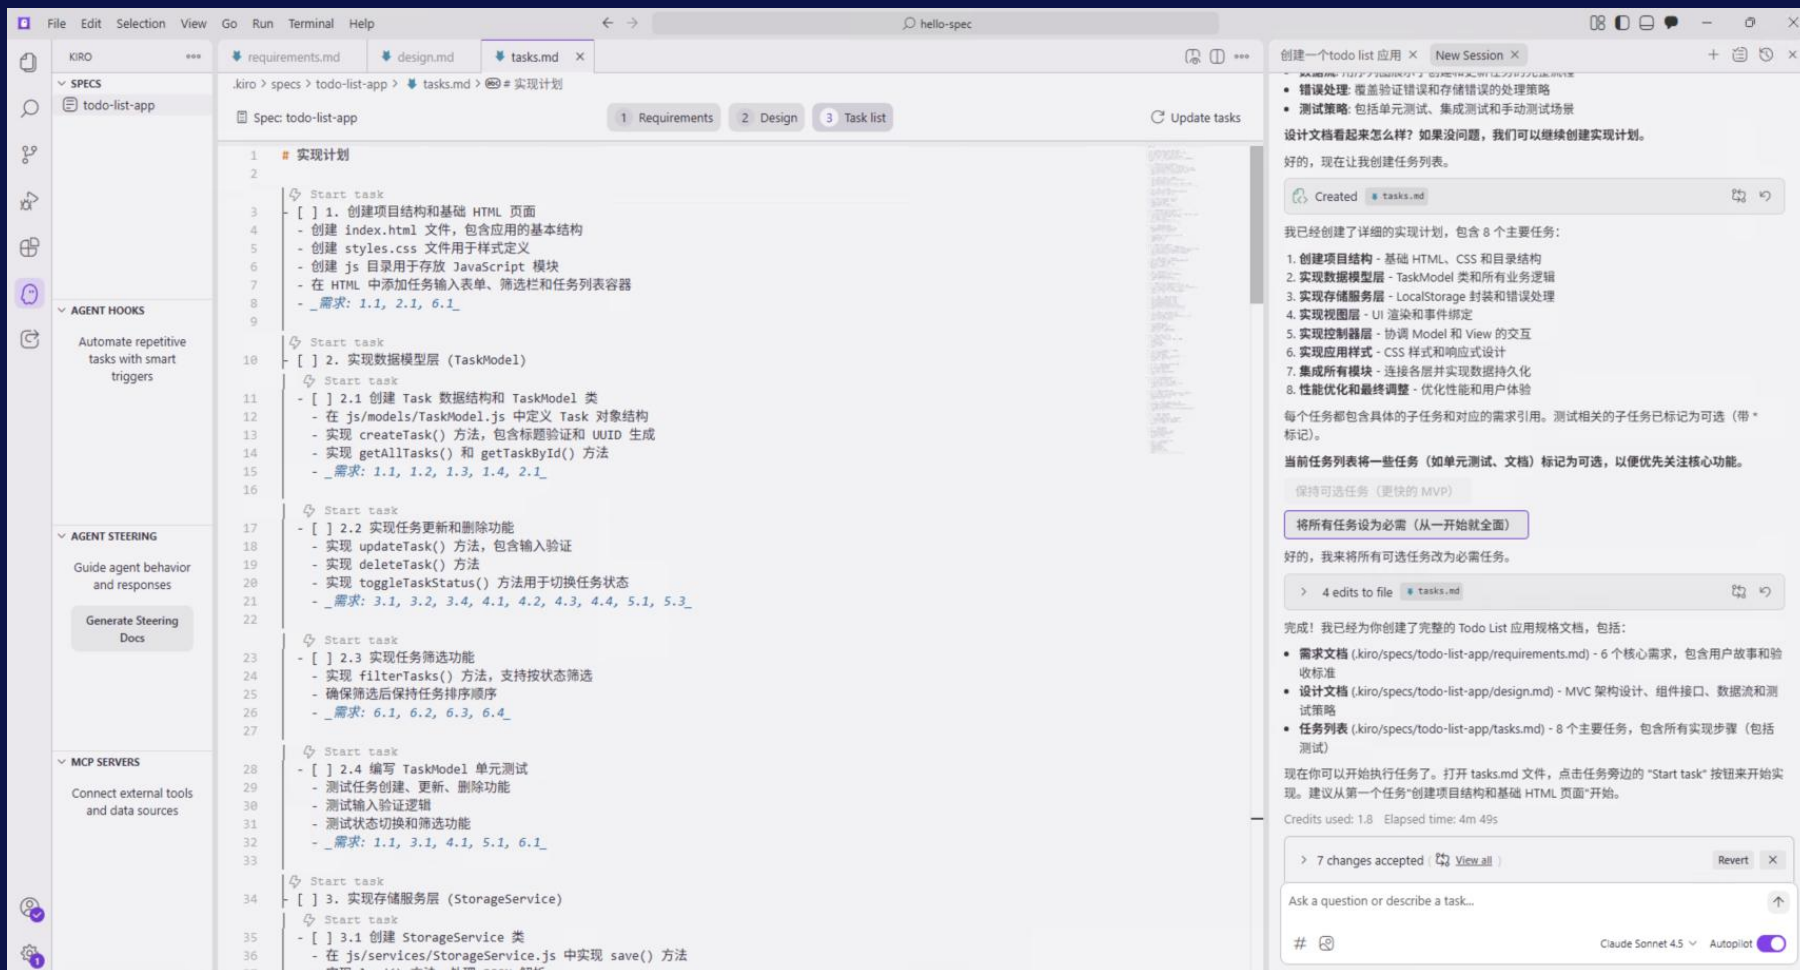 File Edit Selection View Go Run Terminal Help
hello-spec
KIRO
SPECS
todo-list-app
AGENT HOOKS
Automate repetitive
tasks with smart
triggers
AGENT STEERING
Guide agent behavior
and responses
Generate Steering
Docs
MCP SERVERS
Connect external tools
and data sources
1
requirements.md
design.md
tasks.md
.kiro > specs > todo-list-app > tasks.md > # 实现计划
Spec: todo-list-app
1 Requirements
2 Design
3 Task list
Update tasks
1 # 实现计划
2
Start task
3 - [ ] 1. 创建项目结构和基础 HTML 页面
4 - 创建 index.html 文件，包含应用的基本结构
5 - 创建 styles.css 文件用于样式定义
6 - 创建 js 目录用于存放 JavaScript 模块
7 - 在 HTML 中添加任务输入表单、筛选栏和任务列表容器
8 - _需求: 1.1, 2.1, 6.1_
9
Start task
10 - [ ] 2. 实现数据模型层 (TaskModel)
Start task
11 - [ ] 2.1 创建 Task 数据结构和 TaskModel 类
12 - 在 js/models/TaskModel.js 中定义 Task 对象结构
13 - 实现 createTask() 方法，包含标题验证和 UUID 生成
14 - 实现 getAllTasks() 和 getTaskById() 方法
15 - _需求: 1.1, 1.2, 1.3, 1.4, 2.1_
16
Start task
17 - [ ] 2.2 实现任务更新和删除功能
18 - 实现 updateTask() 方法，包含输入验证
19 - 实现 deleteTask() 方法
20 - 实现 toggleTaskStatus() 方法用于切换任务状态
21 - _需求: 3.1, 3.2, 3.4, 4.1, 4.2, 4.3, 4.4, 5.1, 5.3_
22
Start task
23 - [ ] 2.3 实现任务筛选功能
24 - 实现 filterTasks() 方法，支持按状态筛选
25 - 确保筛选后保持任务排序顺序
26 - _需求: 6.1, 6.2, 6.3, 6.4_
27
Start task
28 - [ ] 2.4 编写 TaskModel 单元测试
29 - 测试任务创建、更新、删除功能
30 - 测试输入验证逻辑
31 - 测试状态切换和筛选功能
32 - _需求: 1.1, 3.1, 4.1, 5.1, 6.1_
33
Start task
34 - [ ] 3. 实现存储服务层 (StorageService)
Start task
35 - [ ] 3.1 创建 StorageService 类
36 - 在 js/services/StorageService.js 中实现 save() 方法
创建一个todo list 应用
New Session
错误处理: 覆盖验证错误和存储错误的处理策略
测试策略: 包括单元测试、集成测试和手动测试场景
设计文档看起来怎么样？如果没问题，我们可以继续创建实现计划。
好的，现在让我创建任务列表。
Created tasks.md
我已经创建了详细的实现计划，包含 8 个主要任务：
1. 创建项目结构 - 基础 HTML、CSS 和目录结构
2. 实现数据模型层 - TaskModel 类和所有业务逻辑
3. 实现存储服务层 - LocalStorage 封装和错误处理
4. 实现视图层 - UI 渲染和事件绑定
5. 实现控制器层 - 协调 Model 和 View 的交互
6. 实现应用样式 - CSS 样式和响应式设计
7. 集成所有模块 - 连接各层并实现数据持久化
8. 性能优化和最终调整 - 优化性能和用户体验
每个任务都包含具体的子任务和对应的需求引用。测试相关的子任务已标记为可选（带 *
标记）。
当前任务列表将一些任务（如单元测试、文档）标记为可选，以便优先关注核心功能。
保持可选任务（更快的 MVP）
将所有任务设为必需（从一开始就全面）
好的，我来将所有可选任务改为必需任务。
4 edits to file tasks.md
完成！我已经为你创建了完整的 Todo List 应用规格文档，包括：
需求文档 (.kiro/specs/todo-list-app/requirements.md) - 6 个核心需求，包含用户故事和验
收标准
设计文档 (.kiro/specs/todo-list-app/design.md) - MVC 架构设计、组件接口、数据流和测
试策略
任务列表 (.kiro/specs/todo-list-app/tasks.md) - 8 个主要任务，包含所有实现步骤（包括
测试）
现在你可以开始执行任务了。打开 tasks.md 文件，点击任务旁边的 "Start task" 按钮来开始实
现。建议从第一个任务"创建项目结构和基础 HTML 页面"开始。
Credits used: 1.8 Elapsed time: 4m 49s
7 changes accepted View all
Revert
Ask a question or describe a task...
#
Claude Sonnet 4.5
Autopilot